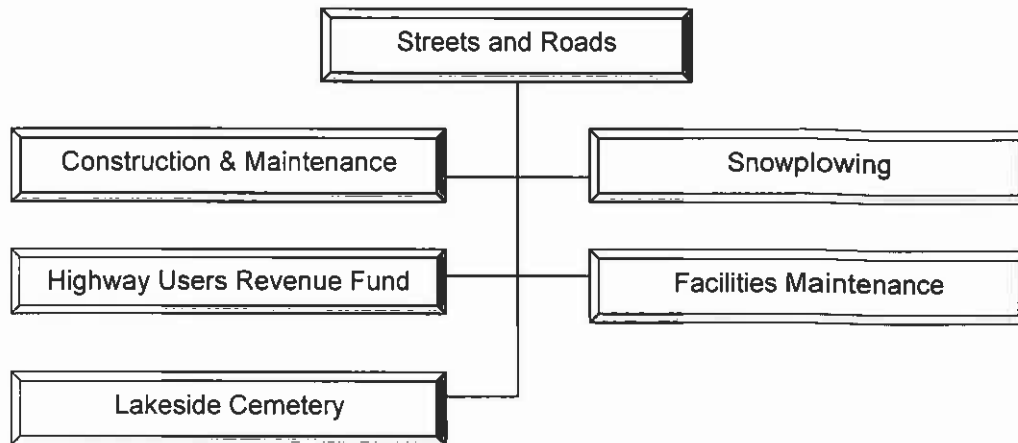 Streets and Roads
Construction & Maintenance
Snowplowing
Highway Users Revenue Fund
Facilities Maintenance
Lakeside Cemetery